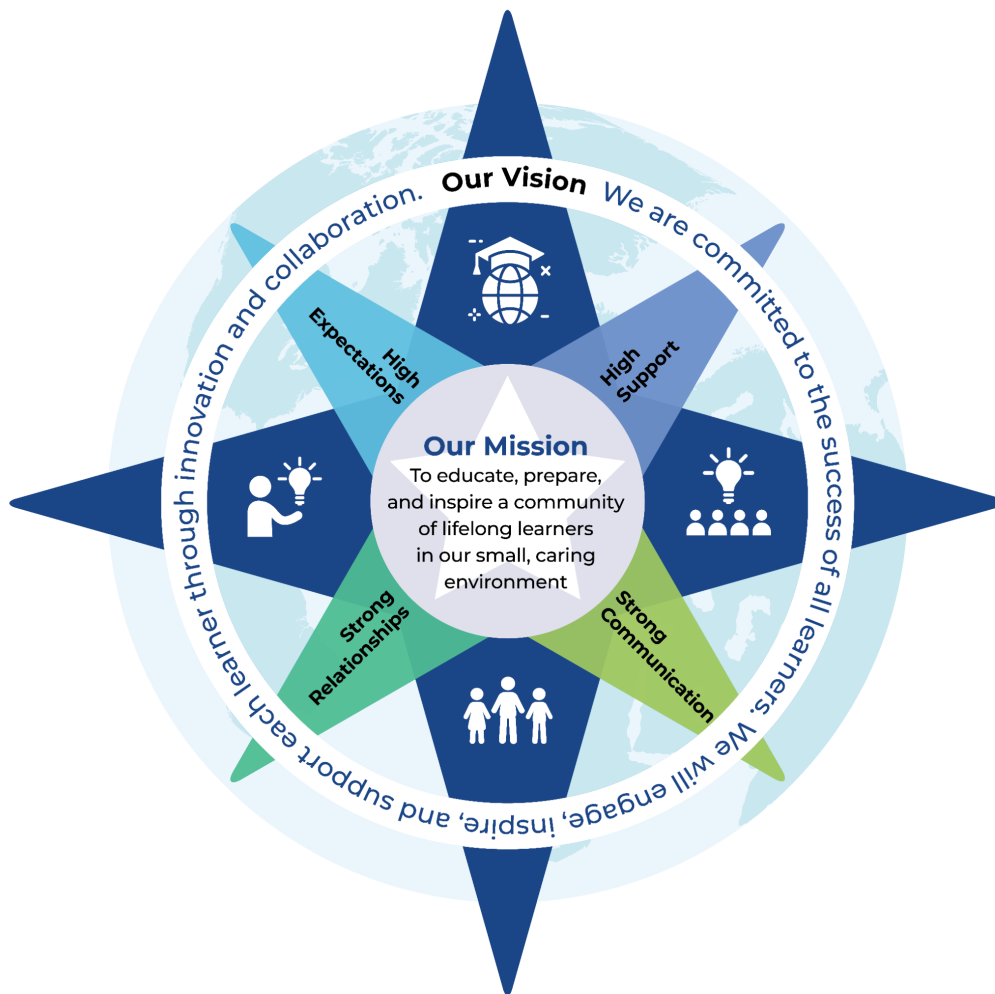 Our Vision We are committed to the success of all learners. We will engage, inspire, and support each learner through innovation and collaboration.
High
Expectations
High
Support
Our Mission
To educate, prepare,
and inspire a community
of lifelong learners
in our small, caring
environment
Strong
Relationships
Strong
Communication